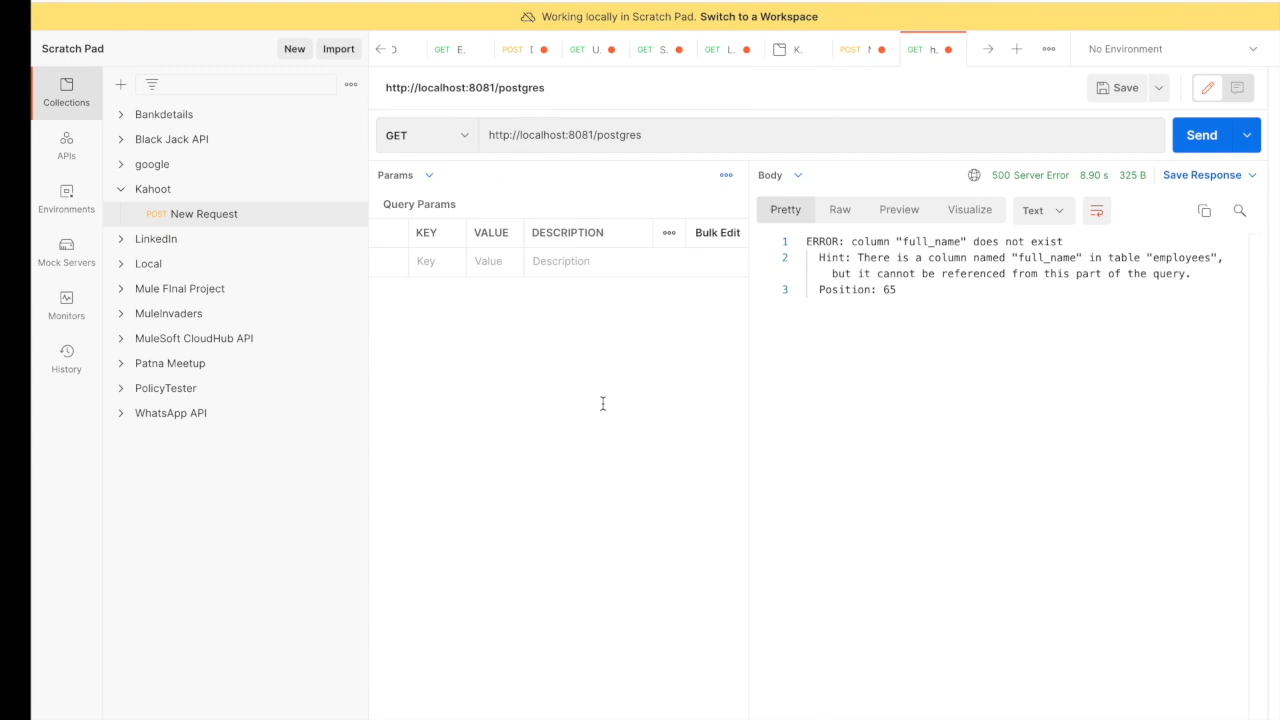 Working locally in Scratch Pad. Switch to a Workspace
Scratch Pad
New
Import
GET E.
POST [
GET U.
GET S.
GET L.
K.
POST
GET h.
No Environment
Collections
APIs
Environments
Mock Servers
Monitors
History
Bankdetails
Black Jack API
google
Kahoot
POST New Request
LinkedIn
Local
Mule FInal Project
MuleInvaders
MuleSoft CloudHub API
Patna Meetup
PolicyTester
WhatsApp API
http://localhost:8081/postgres
Save
GET
http://localhost:8081/postgres
Send
Params
Query Params
KEY VALUE DESCRIPTION
Bulk Edit
Key Value Description
Body
500 Server Error 8.90 s 325 B
Save Response
Pretty Raw Preview Visualize Text
1 ERROR: column "full_name" does not exist
2 Hint: There is a column named "full_name" in table "employees",
but it cannot be referenced from this part of the query.
3 Position: 65